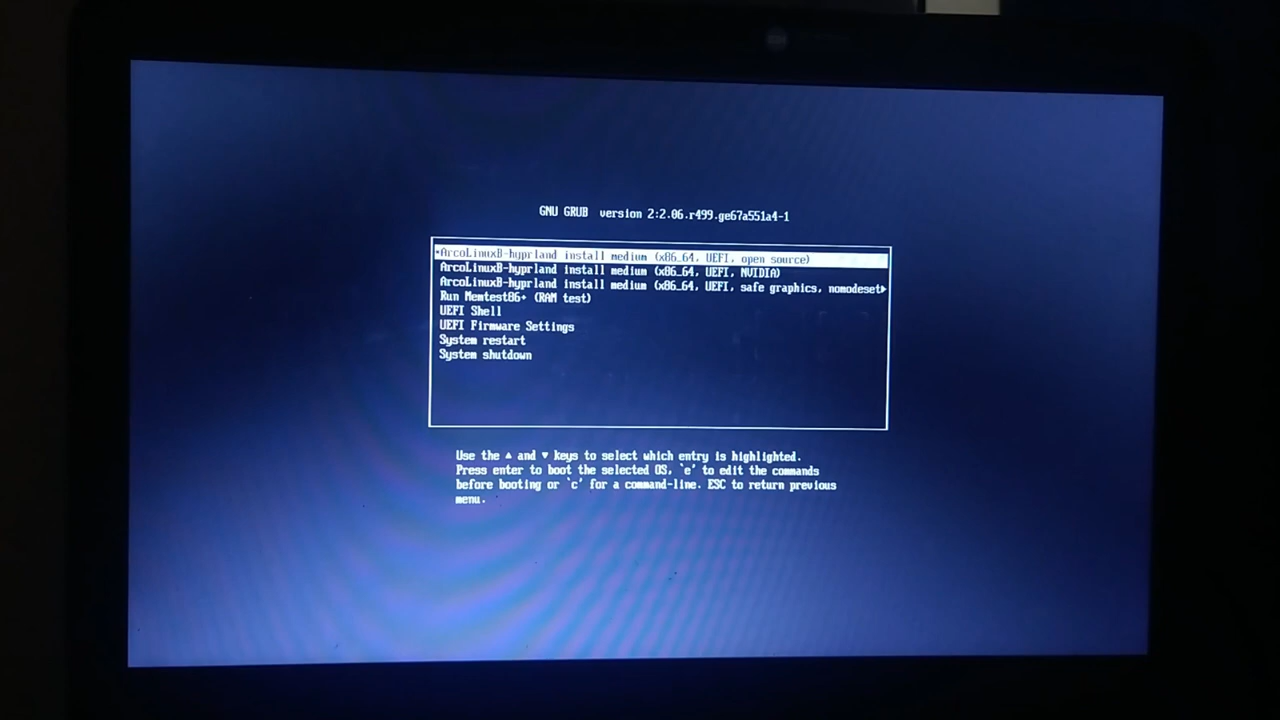 GNU GRUB version 2:2.06.r499.ge67a551a4-1
*ArcoLinuxB-hyprland install medium (x86_64, UEFI, open source)
ArcoLinuxB-hyprland install medium (x86_64, UEFI, NVIDIA)
ArcoLinuxB-hyprland install medium (x86_64, UEFI, safe graphics, nomodeset▶
Run Memtest86+ (RAM test)
UEFI Shell
UEFI Firmware Settings
System restart
System shutdown
Use the ▲ and ▼ keys to select which entry is highlighted.
Press enter to boot the selected OS, `e' to edit the commands
before booting or `c' for a command-line. ESC to return previous
menu.